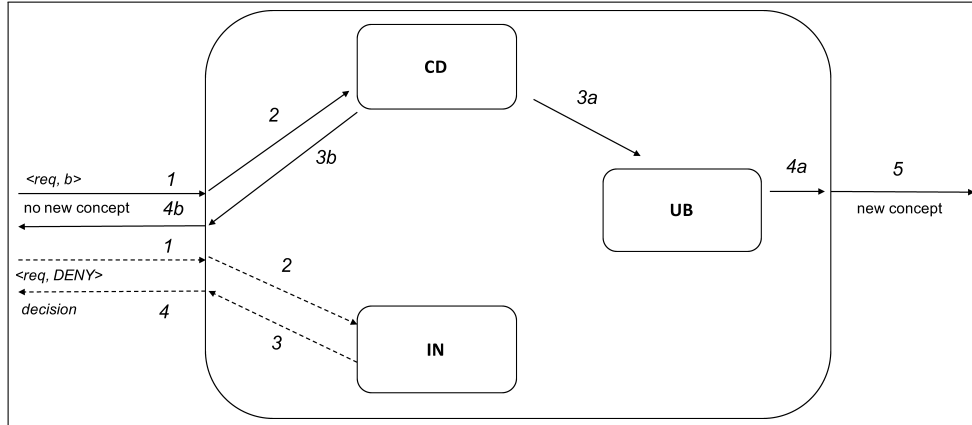 CD
2
3a
3b
<req, b>
1
4a
5
no new concept
4b
UB
new concept
1
2
<req, DENY>
decision
4
3
IN